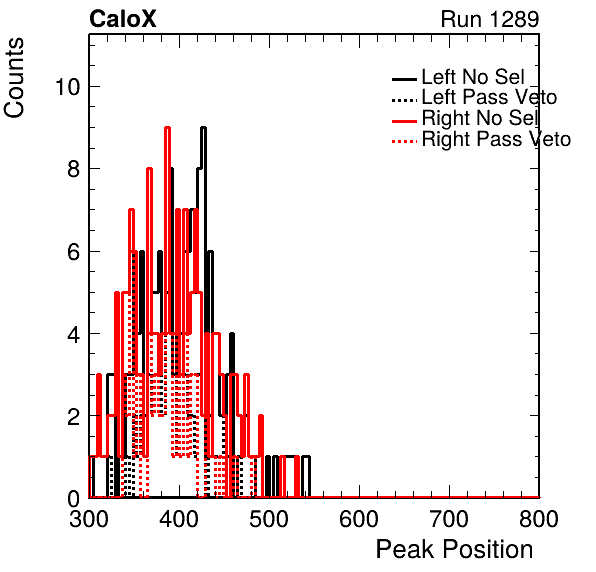 CaloX Run 1289
Counts
10
8
6
4
2
0
Left No Sel
Left Pass Veto
Right No Sel
Right Pass Veto
300 400 500 600 700 800
Peak Position